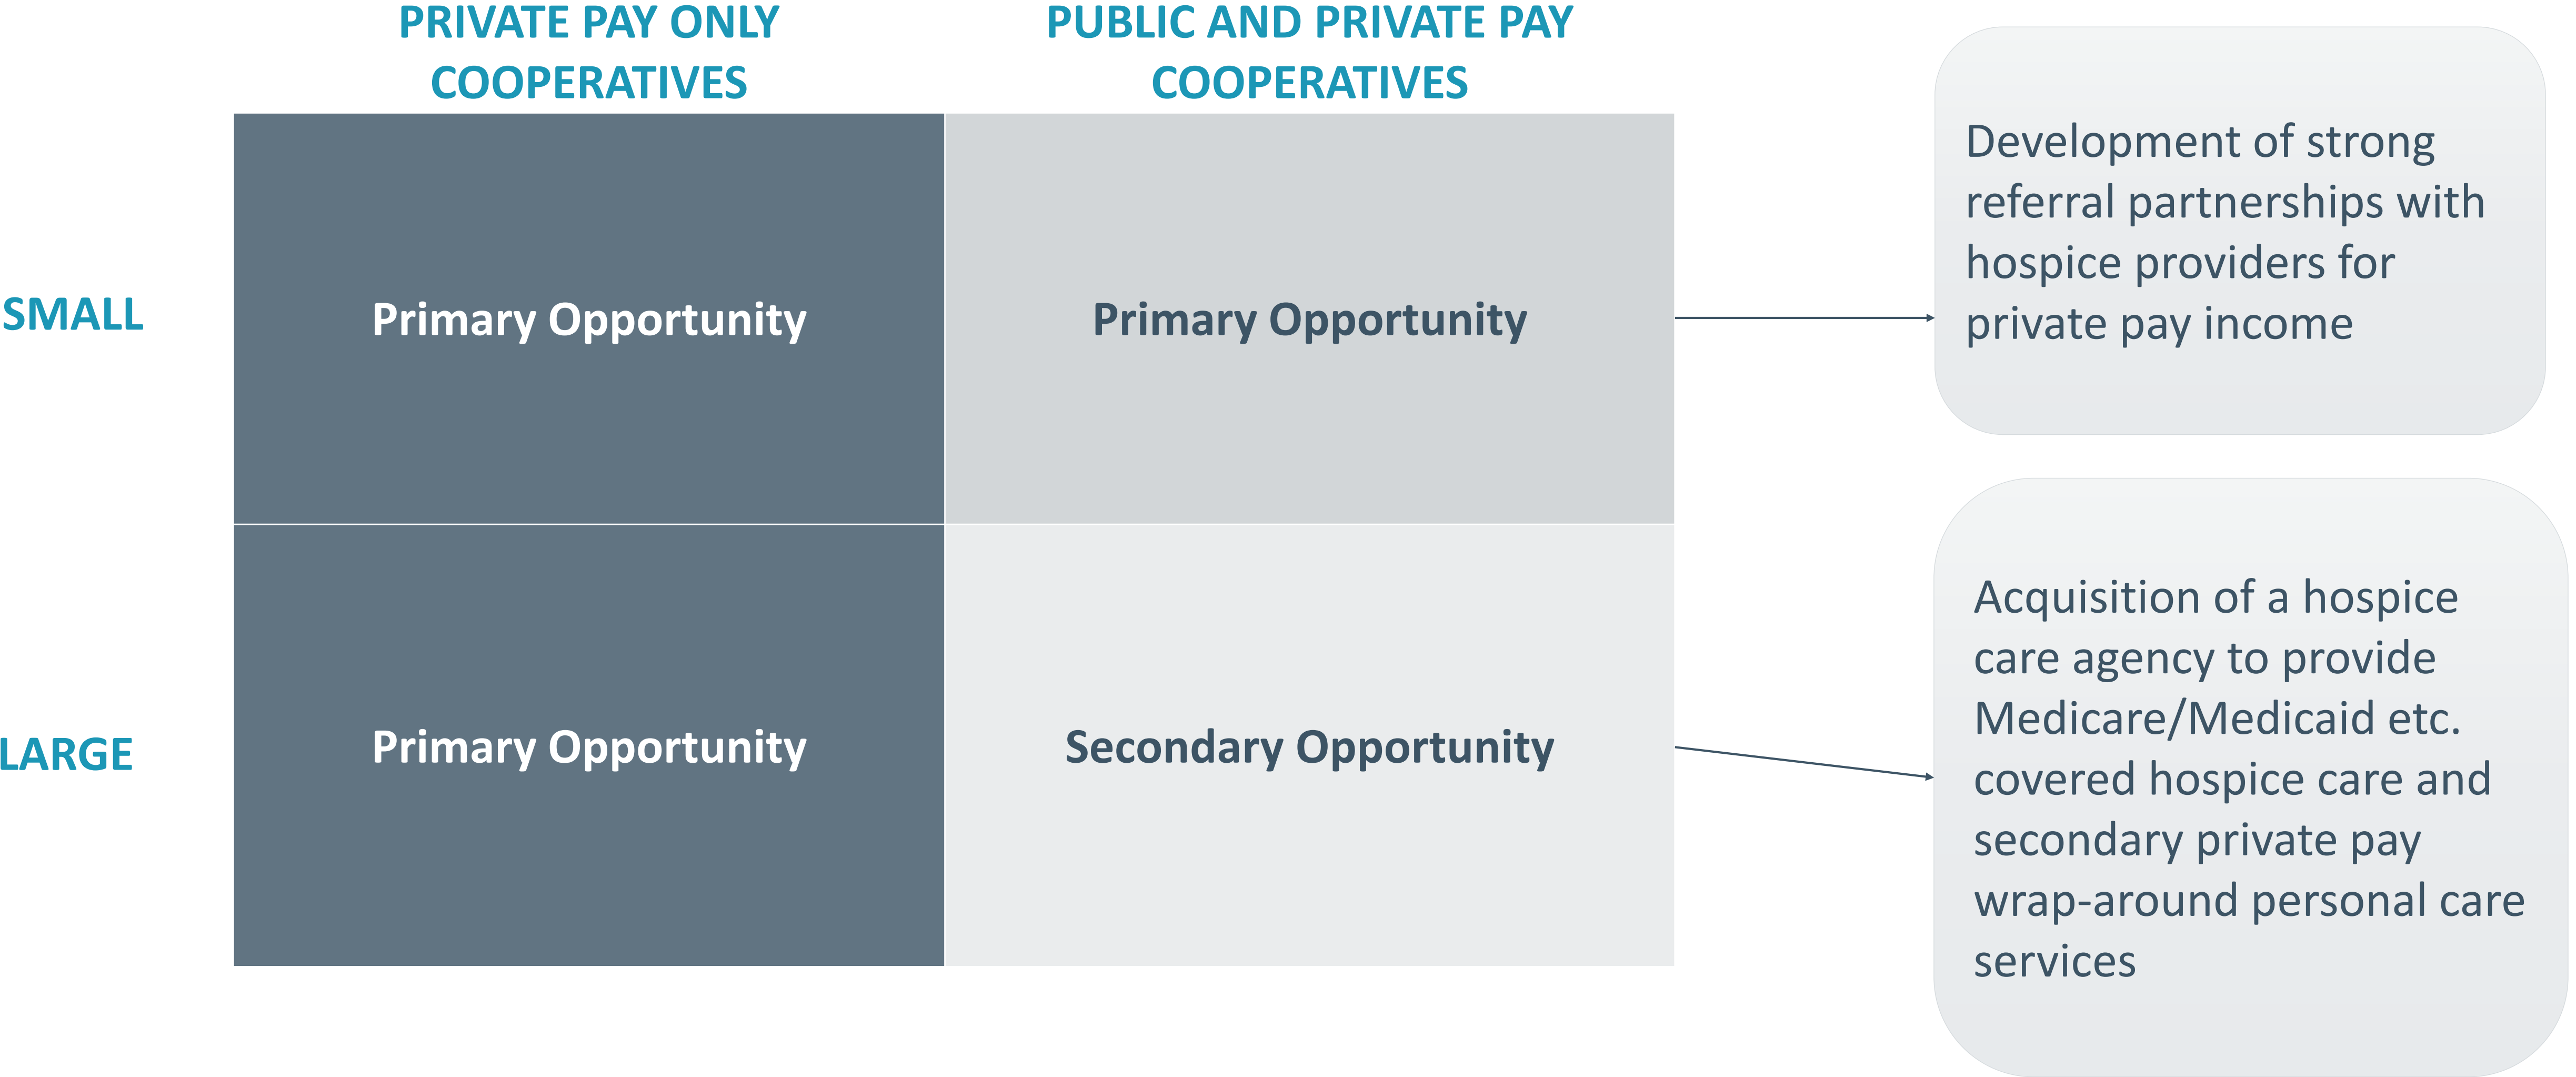 PRIVATE PAY ONLY
COOPERATIVES
PUBLIC AND PRIVATE PAY
COOPERATIVES
SMALL
Primary Opportunity
Primary Opportunity
Development of strong
referral partnerships with
hospice providers for
private pay income
LARGE
Primary Opportunity
Secondary Opportunity
Acquisition of a hospice
care agency to provide
Medicare/Medicaid etc.
covered hospice care and
secondary private pay
wrap-around personal care
services